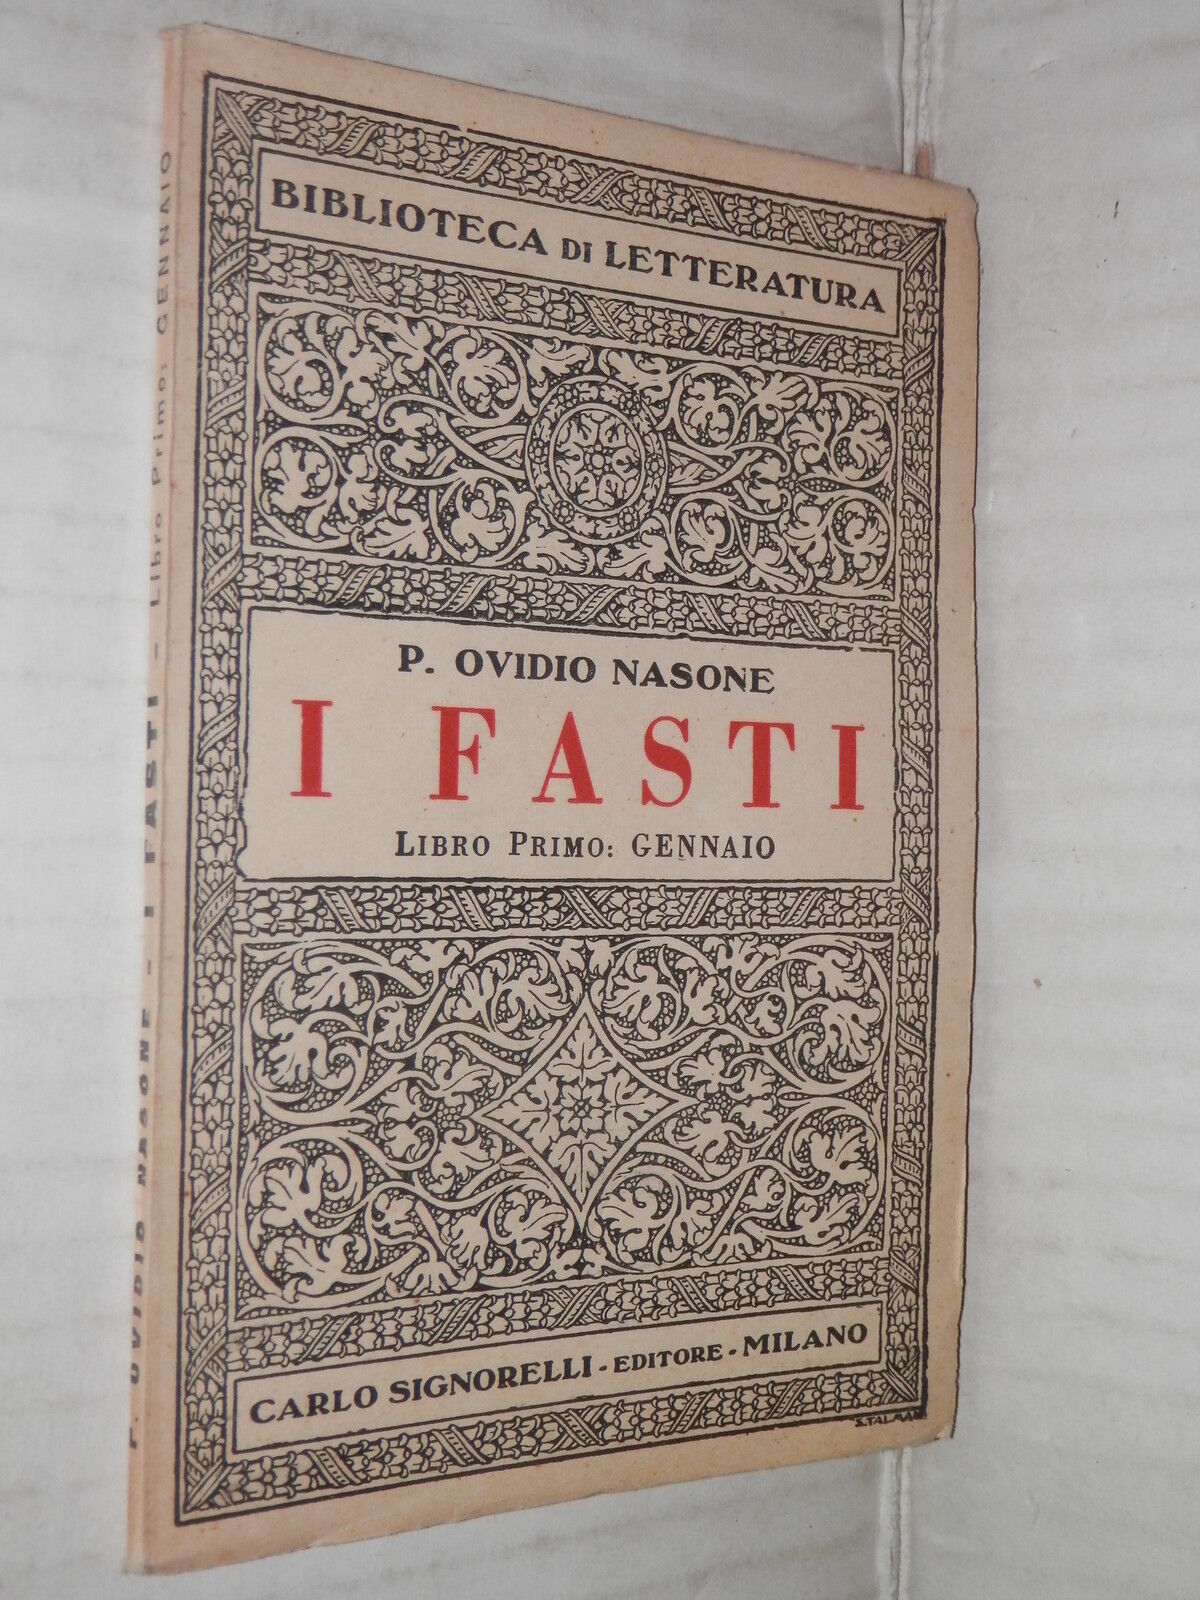 BIBLIOTECA DI LETTERATURA
P. OVIDIO NASONE
I FASTI
LIBRO PRIMO: GENNAIO
CARLO SIGNORELLI - EDITORE - MILANO
P. OVIDIO NASONE - I FASTI - Libro Primo: GENNAIO